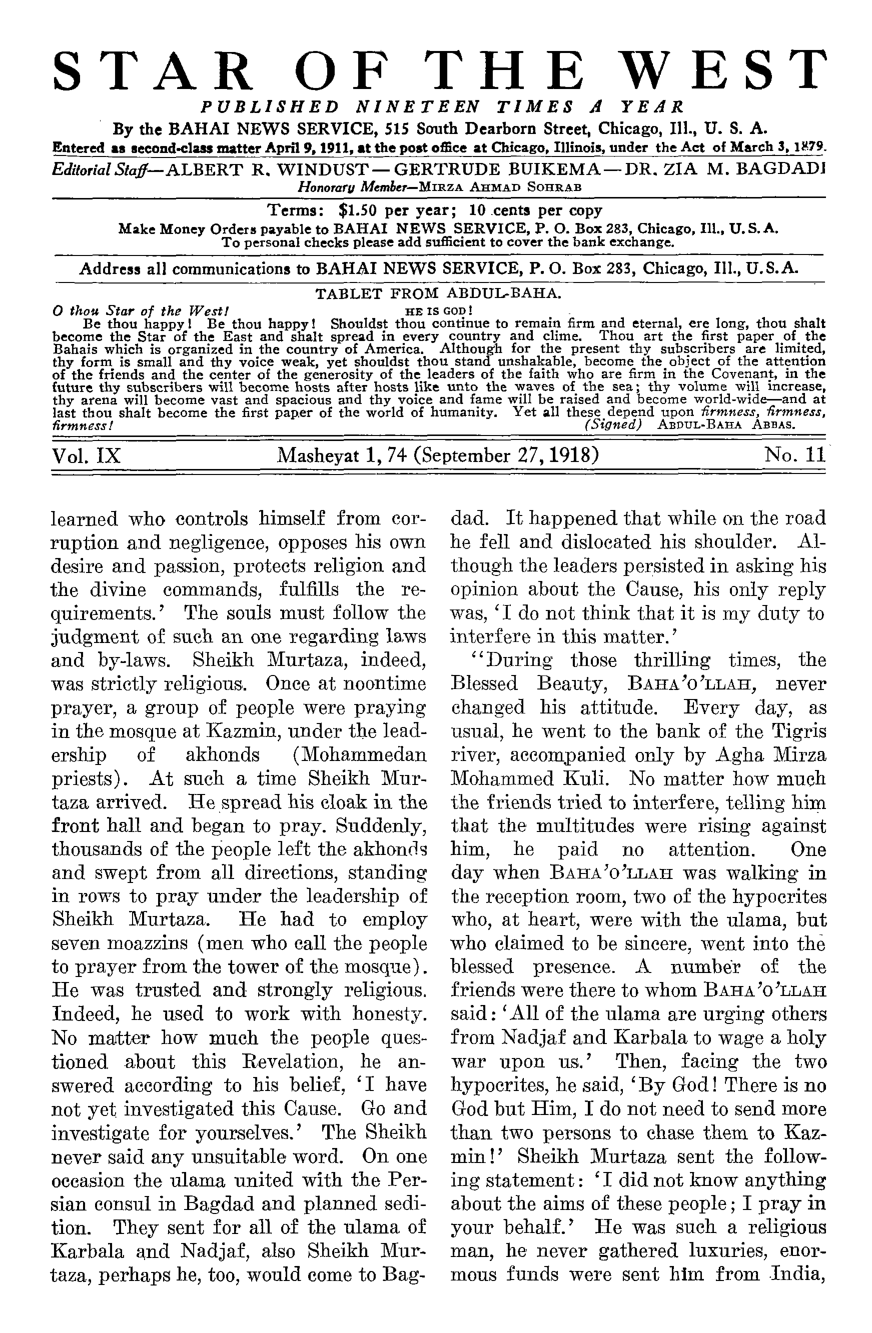 STAR OF THE WEST
PUBLISHED NINETEEN TIMES A YEAR
By the BAHAI NEWS SERVICE, 515 South Dearborn Street, Chicago, Ill., U. S. A.
Entered as second-class matter April 9, 1911, at the post office at Chicago, Illinois, under the Act of March 3, 1879.
Editorial Staff—ALBERT R. WINDUST—GERTRUDE BUIKEMA—DR. ZIA M. BAGDADI
Honorary Member—MIRZA AHMAD SOHRAB
Terms: $1.50 per year; 10 cents per copy
Make Money Orders payable to BAHAI NEWS SERVICE, P. O. Box 283, Chicago, Ill., U.S.A.
To personal checks please add sufficient to cover the bank exchange.
Address all communications to BAHAI NEWS SERVICE, P. O. Box 283, Chicago, Ill., U.S.A.
TABLET FROM ABDUL-BAHA.
O thou Star of the West! HE IS GOD!
Be thou happy! Be thou happy! Shouldst thou continue to remain firm and eternal, ere long, thou shalt
become the Star of the East and shalt spread in every country and clime. Thou art the first paper of the
Bahais which is organized in the country of America. Although for the present thy subscribers are limited,
thy form is small and thy voice weak, yet shouldst thou stand unshakable, become the object of the attention
of the friends and the center of the generosity of the leaders of the faith who are firm in the Covenant, in the
future thy subscribers will become hosts after hosts like unto the waves of the sea; thy volume will increase,
thy arena will become vast and spacious and thy voice and fame will be raised and become world-wide—and at
last thou shalt become the first paper of the world of humanity. Yet all these depend upon firmness, firmness,
firmness! (Signed) ABDUL-BAHA ABBAS.
Vol. IX Masheyat 1, 74 (September 27, 1918) No. 11
learned who controls himself from cor-
ruption and negligence, opposes his own
desire and passion, protects religion and
the divine commands, fulfills the re-
quirements.' The souls must follow the
judgment of such an one regarding laws
and by-laws. Sheikh Murtaza, indeed,
was strictly religious. Once at noontime
prayer, a group of people were praying
in the mosque at Kazmin, under the lead-
ership of akhonds (Mohammedan
priests). At such a time Sheikh Mur-
taza arrived. He spread his cloak in the
front hall and began to pray. Suddenly,
thousands of the people left the akhonds
and swept from all directions, standing
in rows to pray under the leadership of
Sheikh Murtaza. He had to employ
seven moazzins (men who call the people
to prayer from the tower of the mosque).
He was trusted and strongly religious.
Indeed, he used to work with honesty.
No matter how much the people ques-
tioned about this Revelation, he an-
swered according to his belief, 'I have
not yet investigated this Cause. Go and
investigate for yourselves.' The Sheikh
never said any unsuitable word. On one
occasion the ulama united with the Per-
sian consul in Bagdad and planned sedi-
tion. They sent for all of the ulama of
Karbala and Nadjaf, also Sheikh Mur-
taza, perhaps he, too, would come to Bag-
dad. It happened that while on the road
he fell and dislocated his shoulder. Al-
though the leaders persisted in asking his
opinion about the Cause, his only reply
was, 'I do not think that it is my duty to
interfere in this matter.'
"During those thrilling times, the
Blessed Beauty, BAHA'O'LLAH, never
changed his attitude. Every day, as
usual, he went to the bank of the Tigris
river, accompanied only by Agha Mirza
Mohammed Kuli. No matter how much
the friends tried to interfere, telling him
that the multitudes were rising against
him, he paid no attention. One
day when BAHA'O'LLAH was walking in
the reception room, two of the hypocrites
who, at heart, were with the ulama, but
who claimed to be sincere, went into the
blessed presence. A number of the
friends were there to whom BAHA'O'LLAH
said: 'All of the ulama are urging others
from Nadjaf and Karbala to wage a holy
war upon us.' Then, facing the two
hypocrites, he said, 'By God! There is no
God but Him, I do not need to send more
than two persons to chase them to Kaz-
min!' Sheikh Murtaza sent the follow-
ing statement: 'I did not know anything
about the aims of these people; I pray in
your behalf.' He was such a religious
man, he never gathered luxuries, enor-
mous funds were sent him from India,